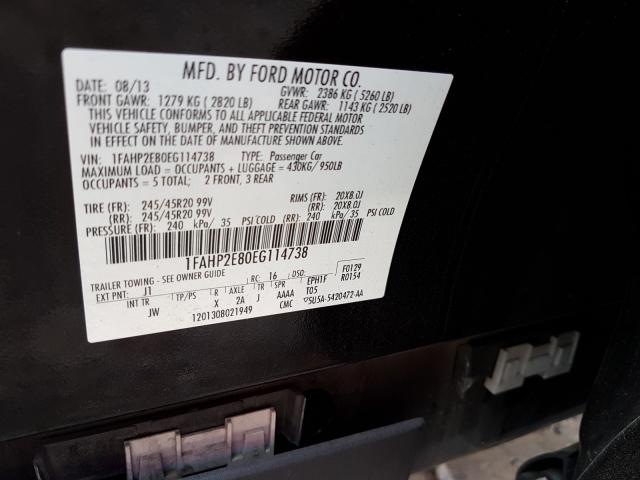 MFD. BY FORD MOTOR CO.
DATE: 08/13 GVWR: 2386 KG ( 5260 LB)
FRONT GAWR: 1279 KG ( 2820 LB) REAR GAWR: 1143 KG ( 2520 LB)
THIS VEHICLE CONFORMS TO ALL APPLICABLE FEDERAL MOTOR
VEHICLE SAFETY, BUMPER, AND THEFT PREVENTION STANDARDS
IN EFFECT ON THE DATE OF MANUFACTURE SHOWN ABOVE.
VIN: 1FAHP2E80EG114738 TYPE: Passenger Car
MAXIMUM LOAD = OCCUPANTS + LUGGAGE = 430KG/ 950LB
OCCUPANTS = 5 TOTAL; 2 FRONT, 3 REAR
TIRE (FR): 245/45R20 99V RIMS (FR): 20X8.0J
(RR): 245/45R20 99V (RR): 20X8.0J
PRESSURE (FR): 240 kPa/ 35 PSI COLD (RR): 240 kPa/ 35 PSI COLD
1FAHP2E80EG114738
TRAILER TOWING - SEE OWNER GUIDE RC: 16 DSO: F0129
EXT PNT: J1 EPH1F R0154
INT TR TP/PS R AXLE TR SPR T05
JW X 2A J AAAA CMC ▽5U5A-5420472-AA
1201308021949